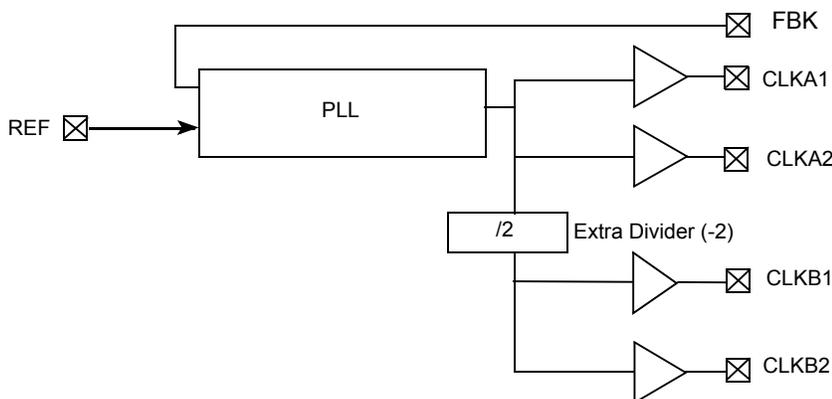 FBK
CLKA1
PLL
REF
CLKA2
/2
Extra Divider (-2)
CLKB1
CLKB2